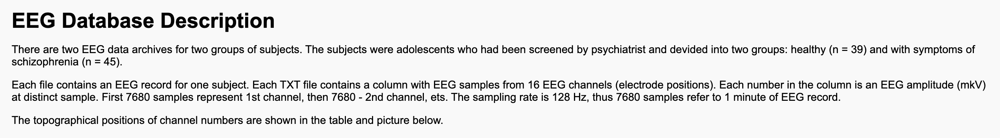 EEG Database Description
There are two EEG data archives for two groups of subjects. The subjects were adolescents who had been screened by psychiatrist and devided into two groups: healthy (n = 39) and with symptoms of
schizophrenia (n = 45).
Each file contains an EEG record for one subject. Each TXT file contains a column with EEG samples from 16 EEG channels (electrode positions). Each number in the column is an EEG amplitude (mkV)
at distinct sample. First 7680 samples represent 1st channel, then 7680 - 2nd channel, ets. The sampling rate is 128 Hz, thus 7680 samples refer to 1 minute of EEG record.
The topographical positions of channel numbers are shown in the table and picture below.